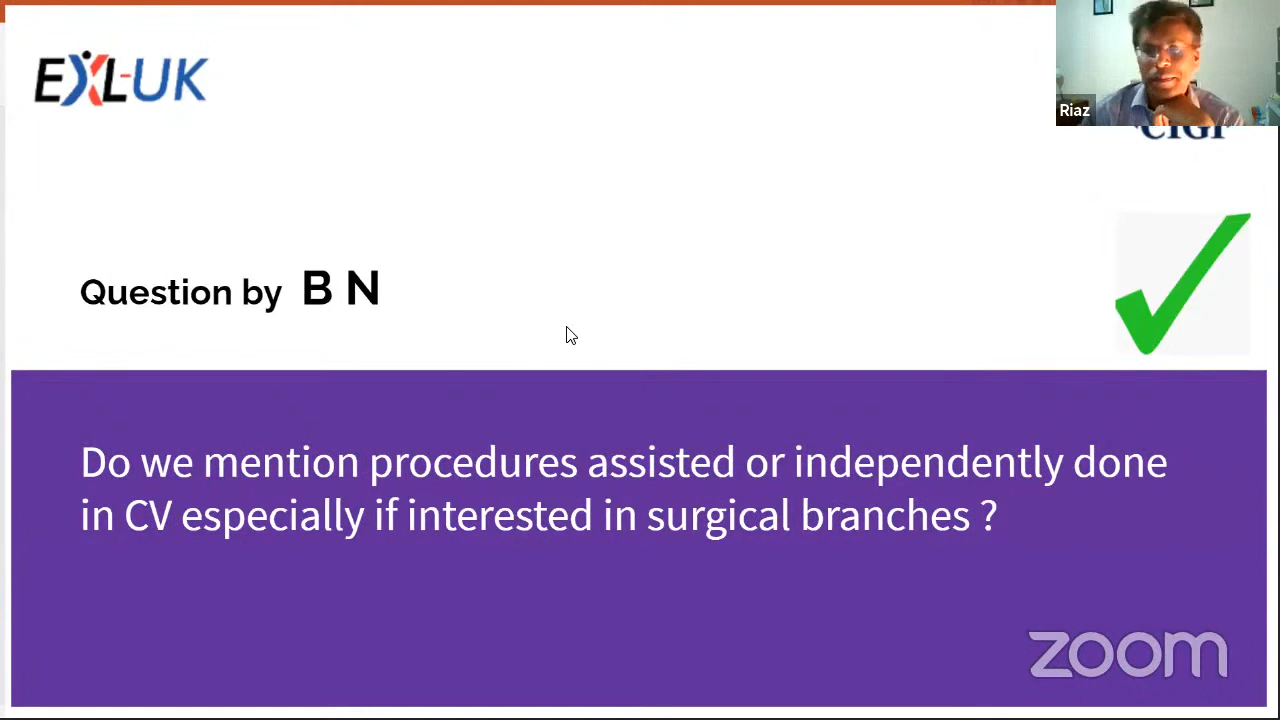 EXL-UK
Riaz
CIGI
Question by B N
Do we mention procedures assisted or independently done
in CV especially if interested in surgical branches ?
zoom